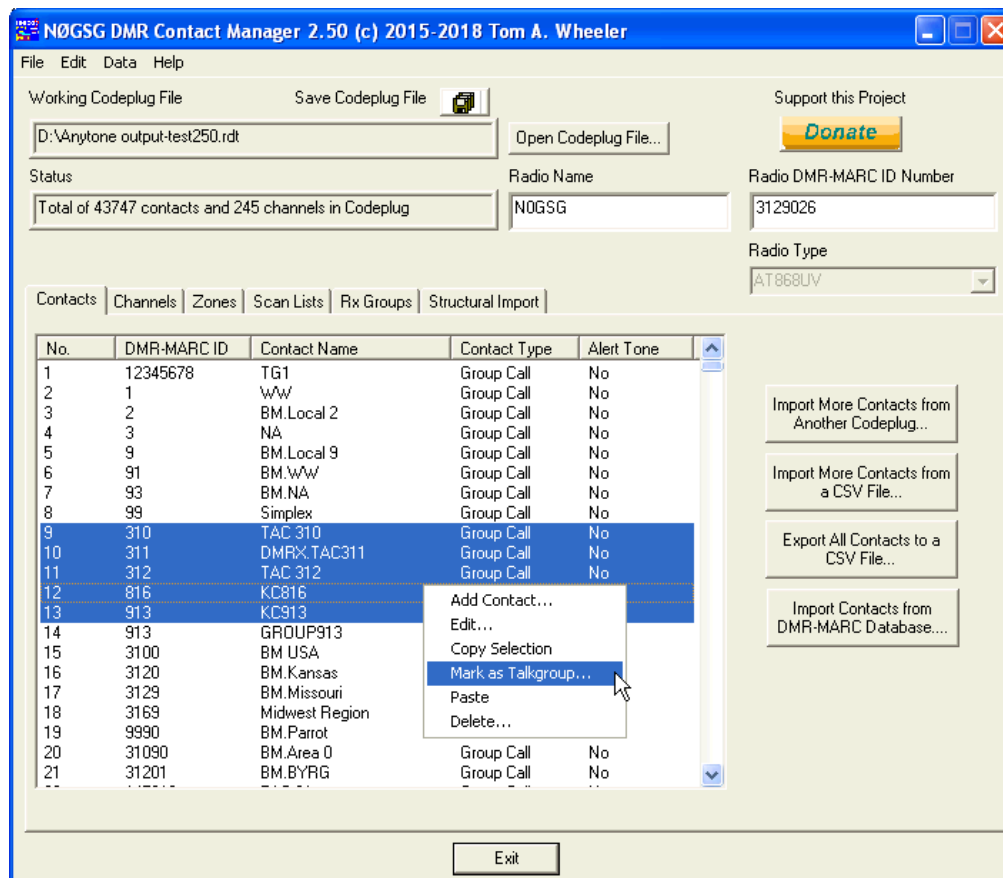 NØGSG DMR Contact Manager 2.50 (c) 2015-2018 Tom A. Wheeler
File Edit Data Help
Working Codeplug File Save Codeplug File Support this Project
D:\Anytone output-test250.rdt Open Codeplug File... Donate
Status Radio Name Radio DMR-MARC ID Number
Total of 43747 contacts and 245 channels in Codeplug N0GSG 3129026
Radio Type
AT868UV
Contacts Channels Zones Scan Lists Rx Groups Structural Import
No. DMR-MARC ID Contact Name Contact Type Alert Tone
1 12345678 TG1 Group Call No
2 1 WW Group Call No
3 2 BM.Local 2 Group Call No
4 3 NA Group Call No
5 9 BM.Local 9 Group Call No
6 91 BM.WW Group Call No
7 93 BM.NA Group Call No
8 99 Simplex Group Call No
9 310 TAC 310 Group Call No
10 311 DMRX.TAC311 Group Call No
11 312 TAC 312 Group Call No
12 816 KC816
13 913 KC913
14 913 GROUP913
15 3100 BM USA
16 3120 BM.Kansas
17 3129 BM.Missouri
18 3169 Midwest Region
19 9990 BM.Parrot
20 31090 BM.Area 0 Group Call No
21 31201 BM.BYRG Group Call No
Add Contact...
Edit...
Copy Selection
Mark as Talkgroup...
Paste
Delete...
Import More Contacts from
Another Codeplug...
Import More Contacts from
a CSV File...
Export All Contacts to a
CSV File...
Import Contacts from
DMR-MARC Database....
Exit